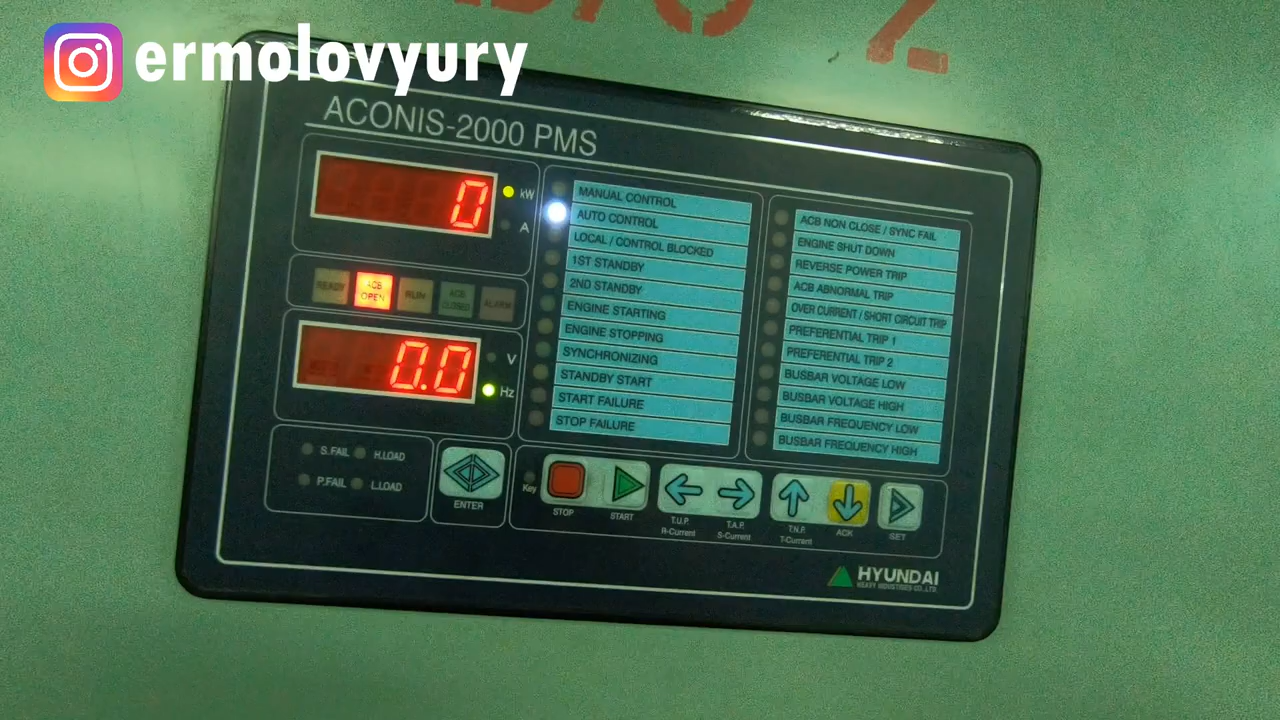 ermolovyury
ACONIS-2000 PMS
0
kW
A
READY
ACB OPEN
RUN
ACB CLOSED
ALARM
0.0
V
Hz
S.FAIL
H.LOAD
P.FAIL
L.LOAD
ENTER
MANUAL CONTROL
AUTO CONTROL
LOCAL / CONTROL BLOCKED
1ST STANDBY
2ND STANDBY
ENGINE STARTING
ENGINE STOPPING
SYNCHRONIZING
STANDBY START
START FAILURE
STOP FAILURE
ACB NON CLOSE / SYNC FAIL
ENGINE SHUT DOWN
REVERSE POWER TRIP
ACB ABNORMAL TRIP
OVER CURRENT / SHORT CIRCUIT TRIP
PREFERENTIAL TRIP 1
PREFERENTIAL TRIP 2
BUSBAR VOLTAGE LOW
BUSBAR VOLTAGE HIGH
BUSBAR FREQUENCY LOW
BUSBAR FREQUENCY HIGH
Key
STOP
START
T.U.P.
R-Current
T.A.P.
S-Current
T.N.P.
T-Current
ACK
SET
HYUNDAI
HEAVY INDUSTRIES CO.,LTD.